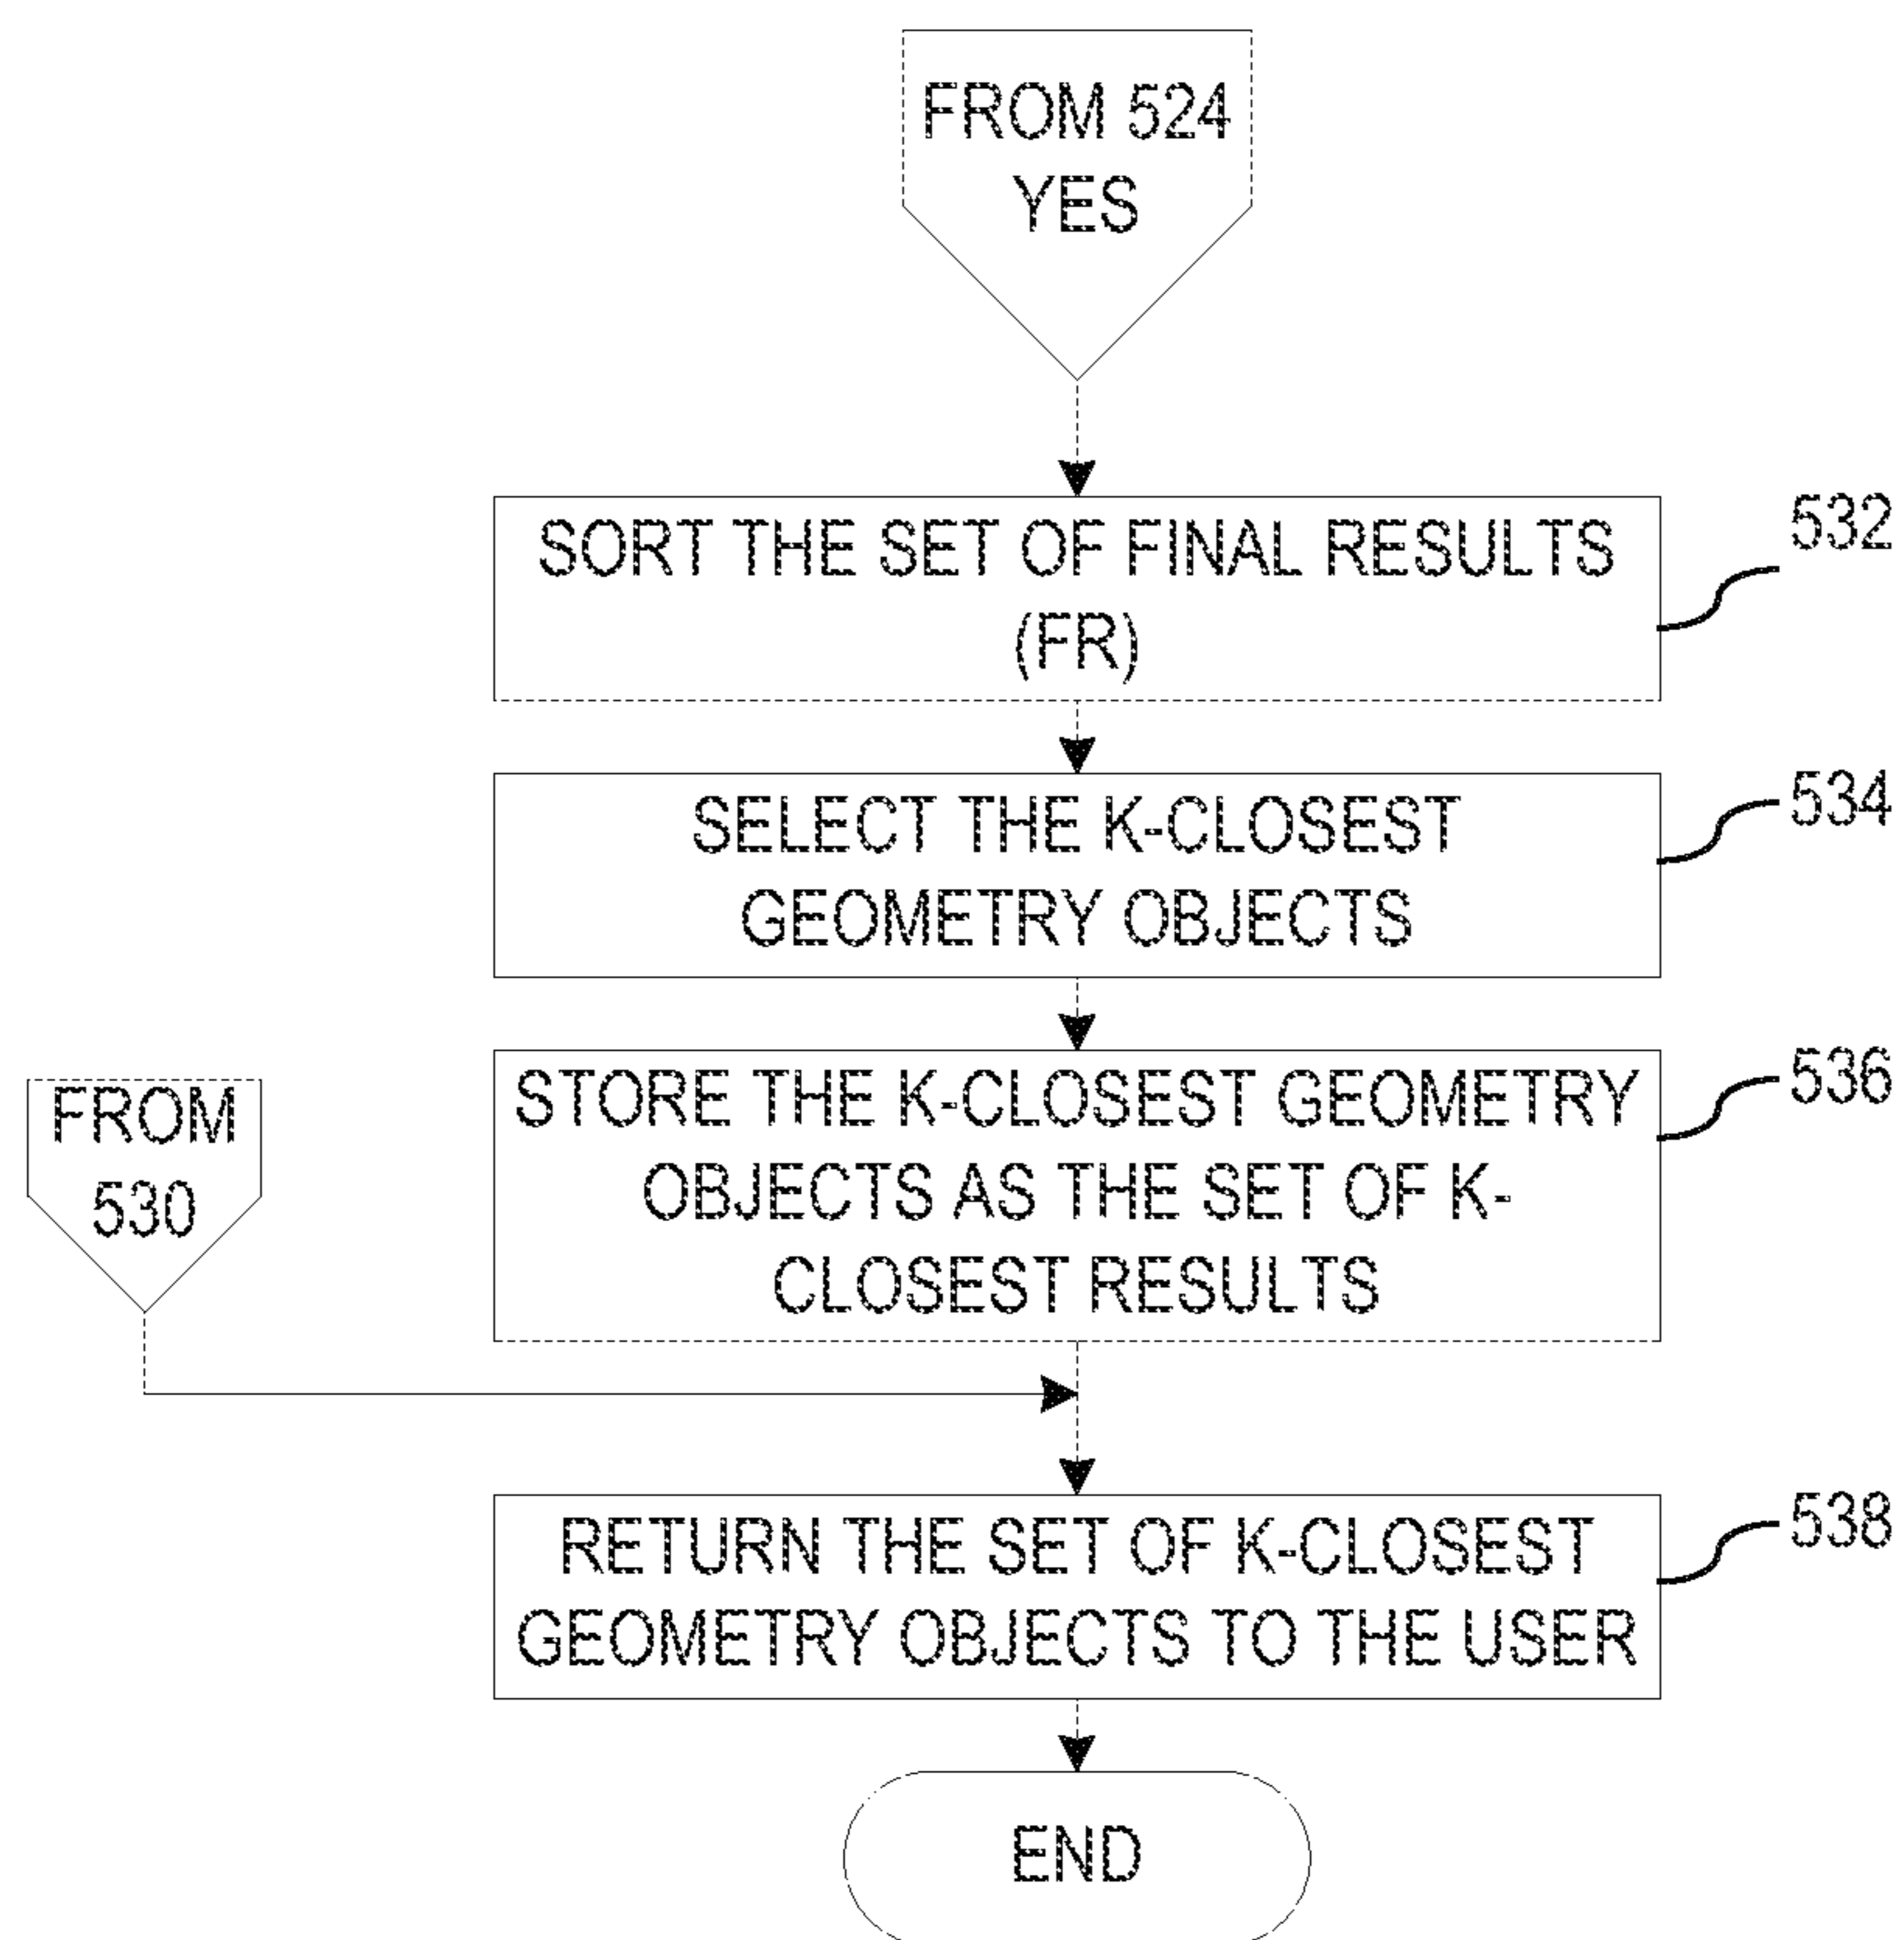 FROM 524
YES
SORT THE SET OF FINAL RESULTS
(FR)
532
SELECT THE K-CLOSEST
GEOMETRY OBJECTS
534
STORE THE K-CLOSEST GEOMETRY
OBJECTS AS THE SET OF K-
CLOSEST RESULTS
536
FROM
530
RETURN THE SET OF K-CLOSEST
GEOMETRY OBJECTS TO THE USER
538
END